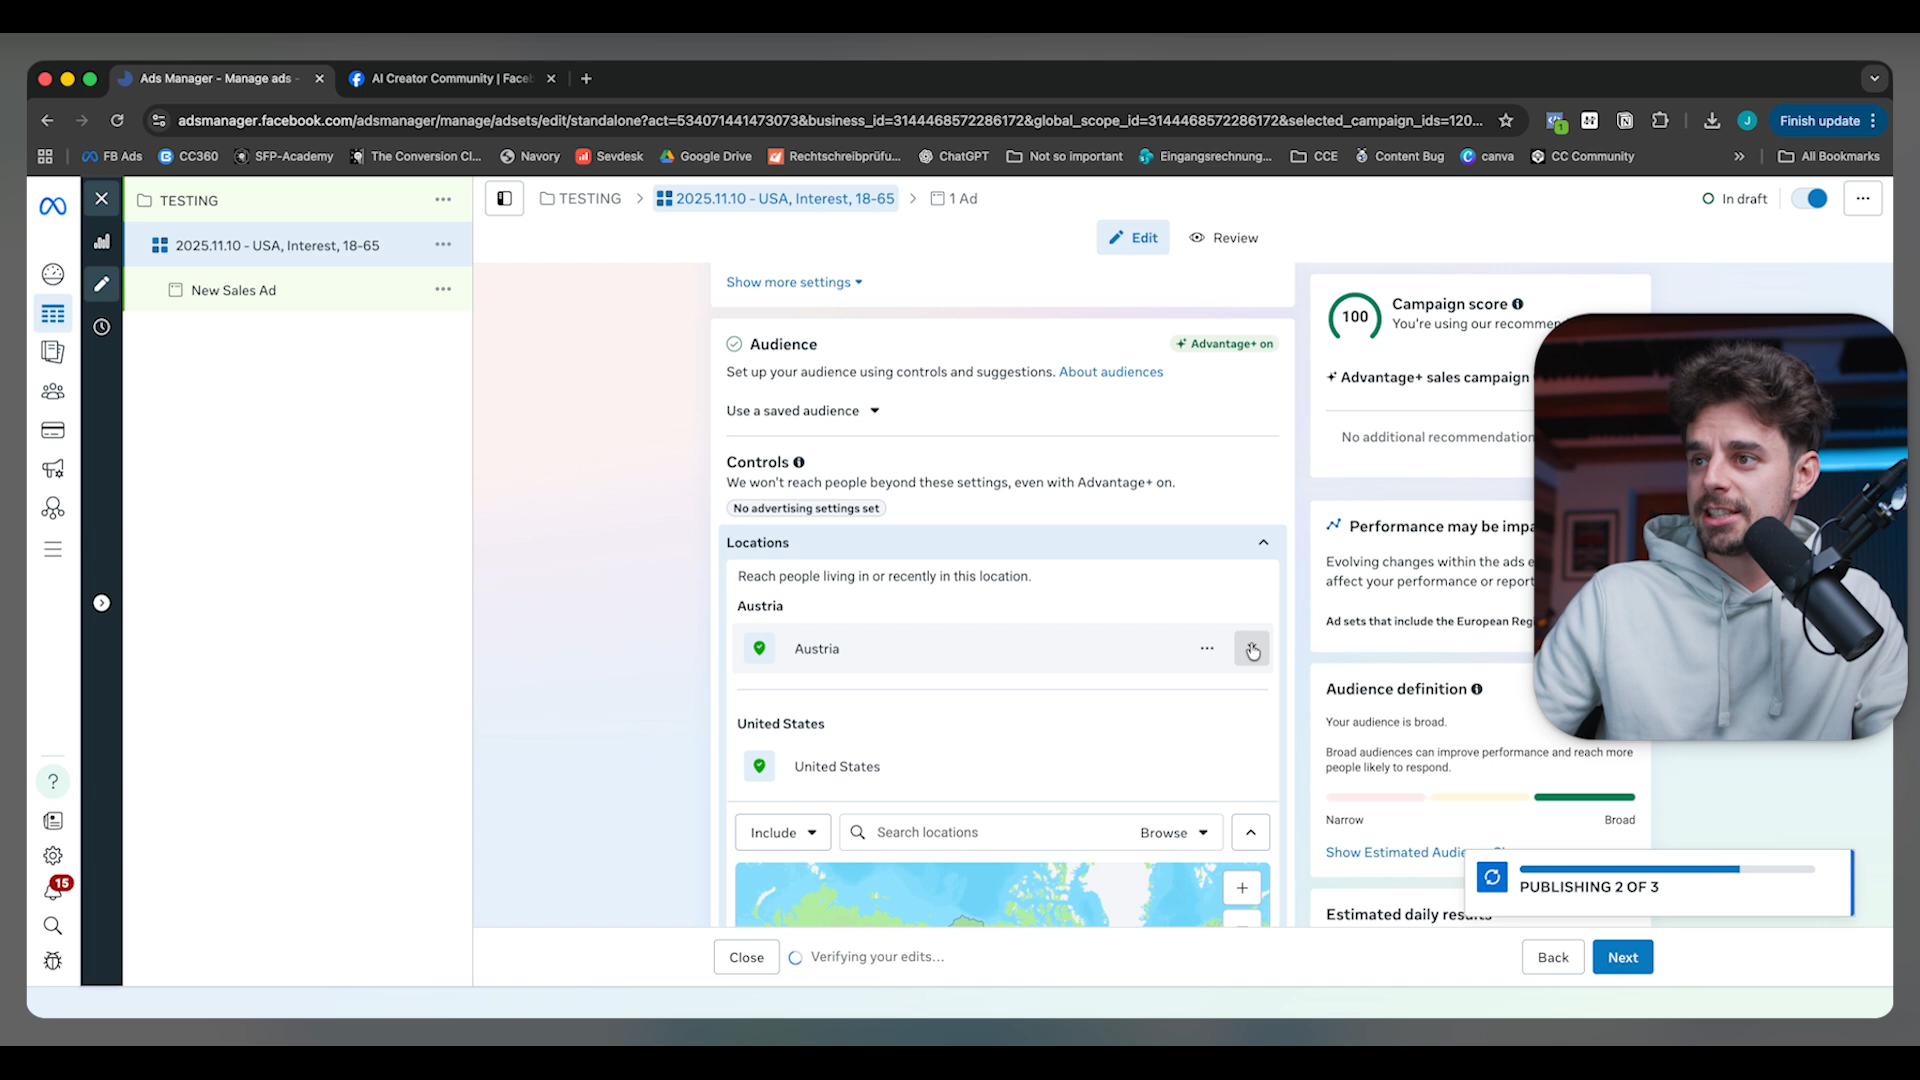 Ads Manager - Manage ads -
AI Creator Community | Face
adsmanager.facebook.com/adsmanager/manage/adsets/edit/standalone?act=534071441473073&business_id=3144468572286172&global_scope_id=3144468572286172&selected_campaign_ids=120...
1
J
Finish update
FB Ads
CC360
SFP-Academy
The Conversion Cl...
Navory
Sevdesk
Google Drive
Rechtschreibprüfu...
ChatGPT
Not so important
Eingangsrechnung...
CCE
Content Bug
canva
CC Community
All Bookmarks
TESTING
2025.11.10 - USA, Interest, 18-65
New Sales Ad
15
TESTING
2025.11.10 - USA, Interest, 18-65
1 Ad
In draft
Edit
Review
Show more settings
Audience
Advantage+ on
Set up your audience using controls and suggestions. About audiences
Use a saved audience
Controls
We won't reach people beyond these settings, even with Advantage+ on.
No advertising settings set
Locations
Reach people living in or recently in this location.
Austria
Austria
United States
United States
Include
Search locations
Browse
Close
Verifying your edits...
Back
Next
100
Campaign score
You're using our recommen
Advantage+ sales campaign
No additional recommendation
Performance may be impa
Evolving changes within the ads e
affect your performance or report
Ad sets that include the European Reg
Audience definition
Your audience is broad.
Broad audiences can improve performance and reach more
people likely to respond.
Narrow
Broad
Show Estimated Audie
PUBLISHING 2 OF 3
Estimated daily results